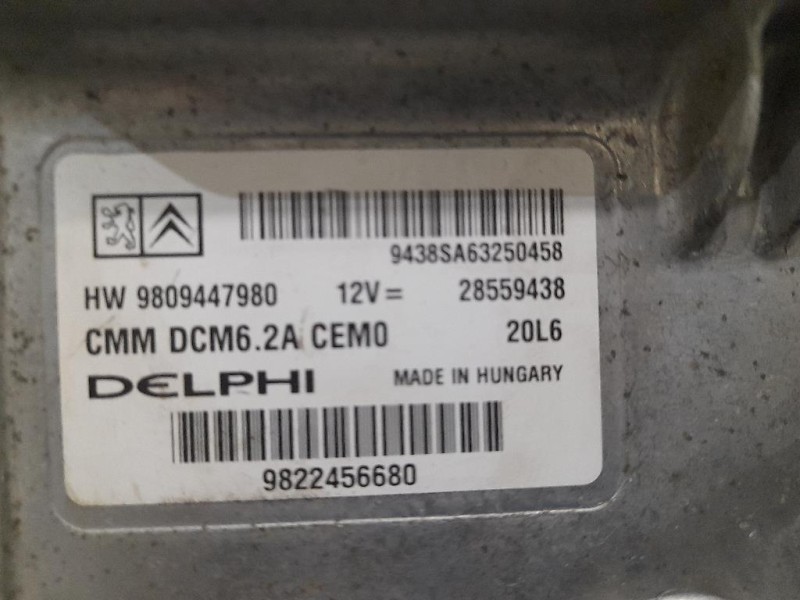 9438SA63250458
HW 9809447980 12V= 28559438
CMM DCM6.2A CEM0 20L6
DELPHI MADE IN HUNGARY
9822456680